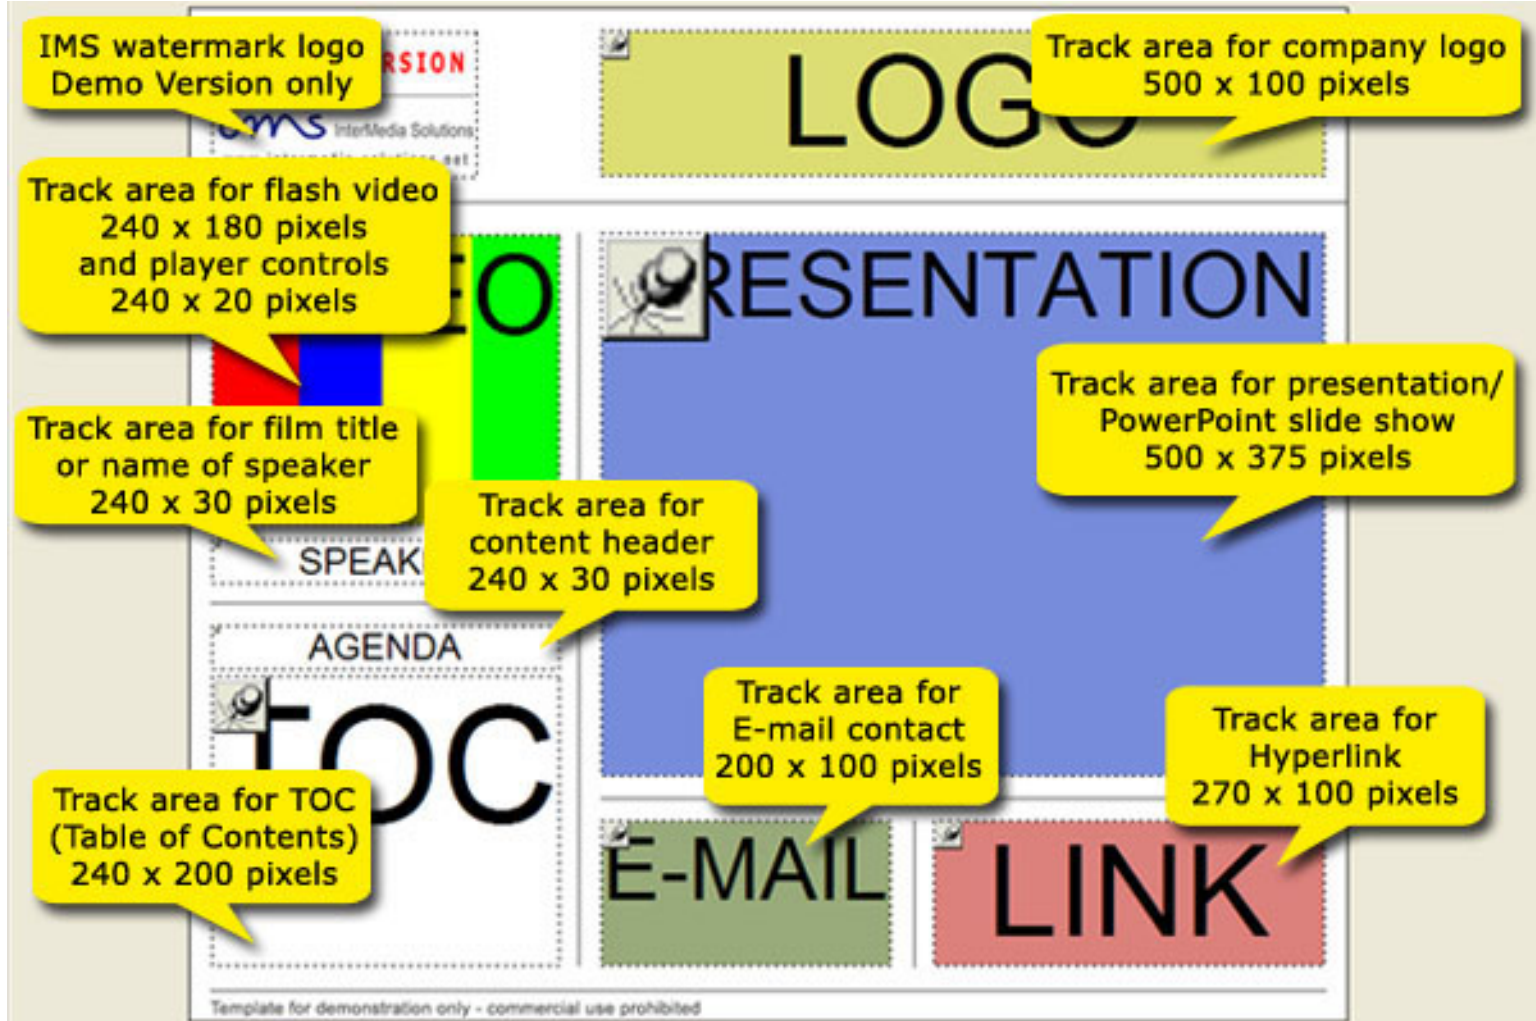 IMS watermark logo
Demo Version only
RSION
ims InterMedia Solutions
Track area for company logo
500 x 100 pixels
LOGO
Track area for flash video
240 x 180 pixels
and player controls
240 x 20 pixels
EO
RESENTATION
Track area for presentation/
PowerPoint slide show
500 x 375 pixels
Track area for film title
or name of speaker
240 x 30 pixels
SPEAK
Track area for
content header
240 x 30 pixels
AGENDA
TOC
Track area for TOC
(Table of Contents)
240 x 200 pixels
Track area for
E-mail contact
200 x 100 pixels
E-MAIL
Track area for
Hyperlink
270 x 100 pixels
LINK
Template for demonstration only - commercial use prohibited